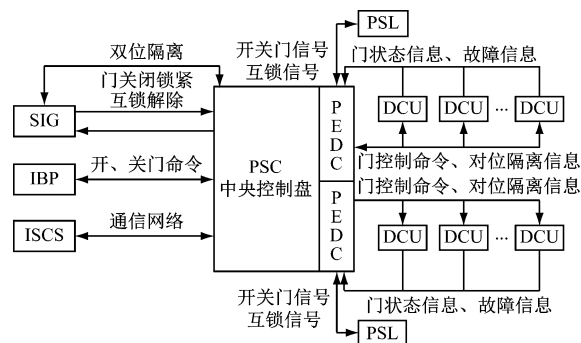 PSL
双位隔离
开关门信号
互锁信号
门状态信息、故障信息
门关闭锁紧
互锁解除
SIG
DCU
DCU
...
DCU
PEDC
门控制命令、对位隔离信息
IBP
开、关门命令
PSC
中央控制盘
门控制命令、对位隔离信息
PEDC
ISCS
通信网络
DCU
DCU
...
DCU
开关门信号
互锁信号
门状态信息、故障信息
PSL